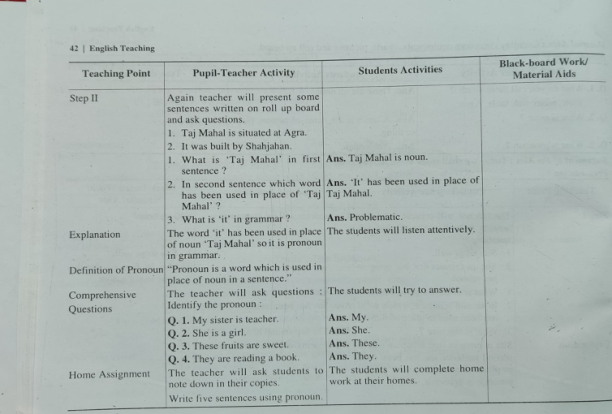 42 | English Teaching
Teaching Point
Pupil-Teacher Activity
Students Activities
Black-board Work/
Material Aids
Step II
Again teacher will present some
sentences written on roll up board
and ask questions.
1. Taj Mahal is situated at Agra.
2. It was built by Shahjahan.
1. What is 'Taj Mahal' in first
sentence ?
Ans. Taj Mahal is noun.
2. In second sentence which word
has been used in place of 'Taj
Mahal' ?
Ans. 'It' has been used in place of
Taj Mahal.
3. What is 'it' in grammar ?
Ans. Problematic.
Explanation
The word 'it' has been used in place
of noun 'Taj Mahal' so it is pronoun
in grammar.
The students will listen attentively.
Definition of Pronoun
"Pronoun is a word which is used in
place of noun in a sentence."
Comprehensive
Questions
The teacher will ask questions :
Identify the pronoun :
The students will try to answer.
Q. 1. My sister is teacher.
Ans. My.
Q. 2. She is a girl.
Ans. She.
Q. 3. These fruits are sweet.
Ans. These.
Q. 4. They are reading a book.
Ans. They.
Home Assignment
The teacher will ask students to
note down in their copies.
Write five sentences using pronoun.
The students will complete home
work at their homes.